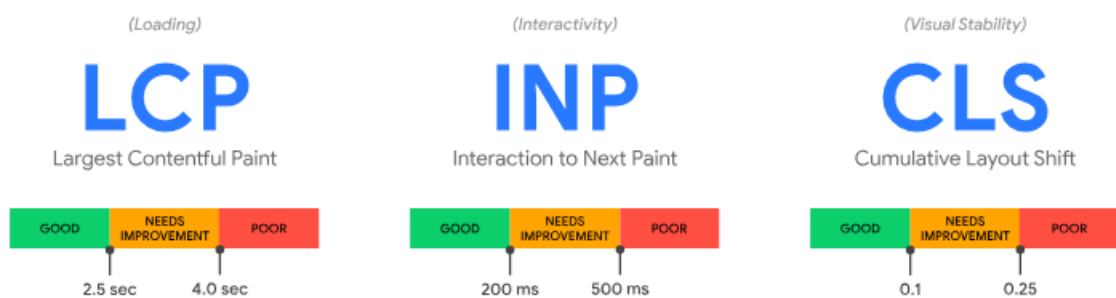 (Loading)
LCP
Largest Contentful Paint
GOOD
NEEDS
IMPROVEMENT
POOR
2.5 sec
4.0 sec
(Interactivity)
INP
Interaction to Next Paint
GOOD
NEEDS
IMPROVEMENT
POOR
200 ms
500 ms
(Visual Stability)
CLS
Cumulative Layout Shift
GOOD
NEEDS
IMPROVEMENT
POOR
0.1
0.25